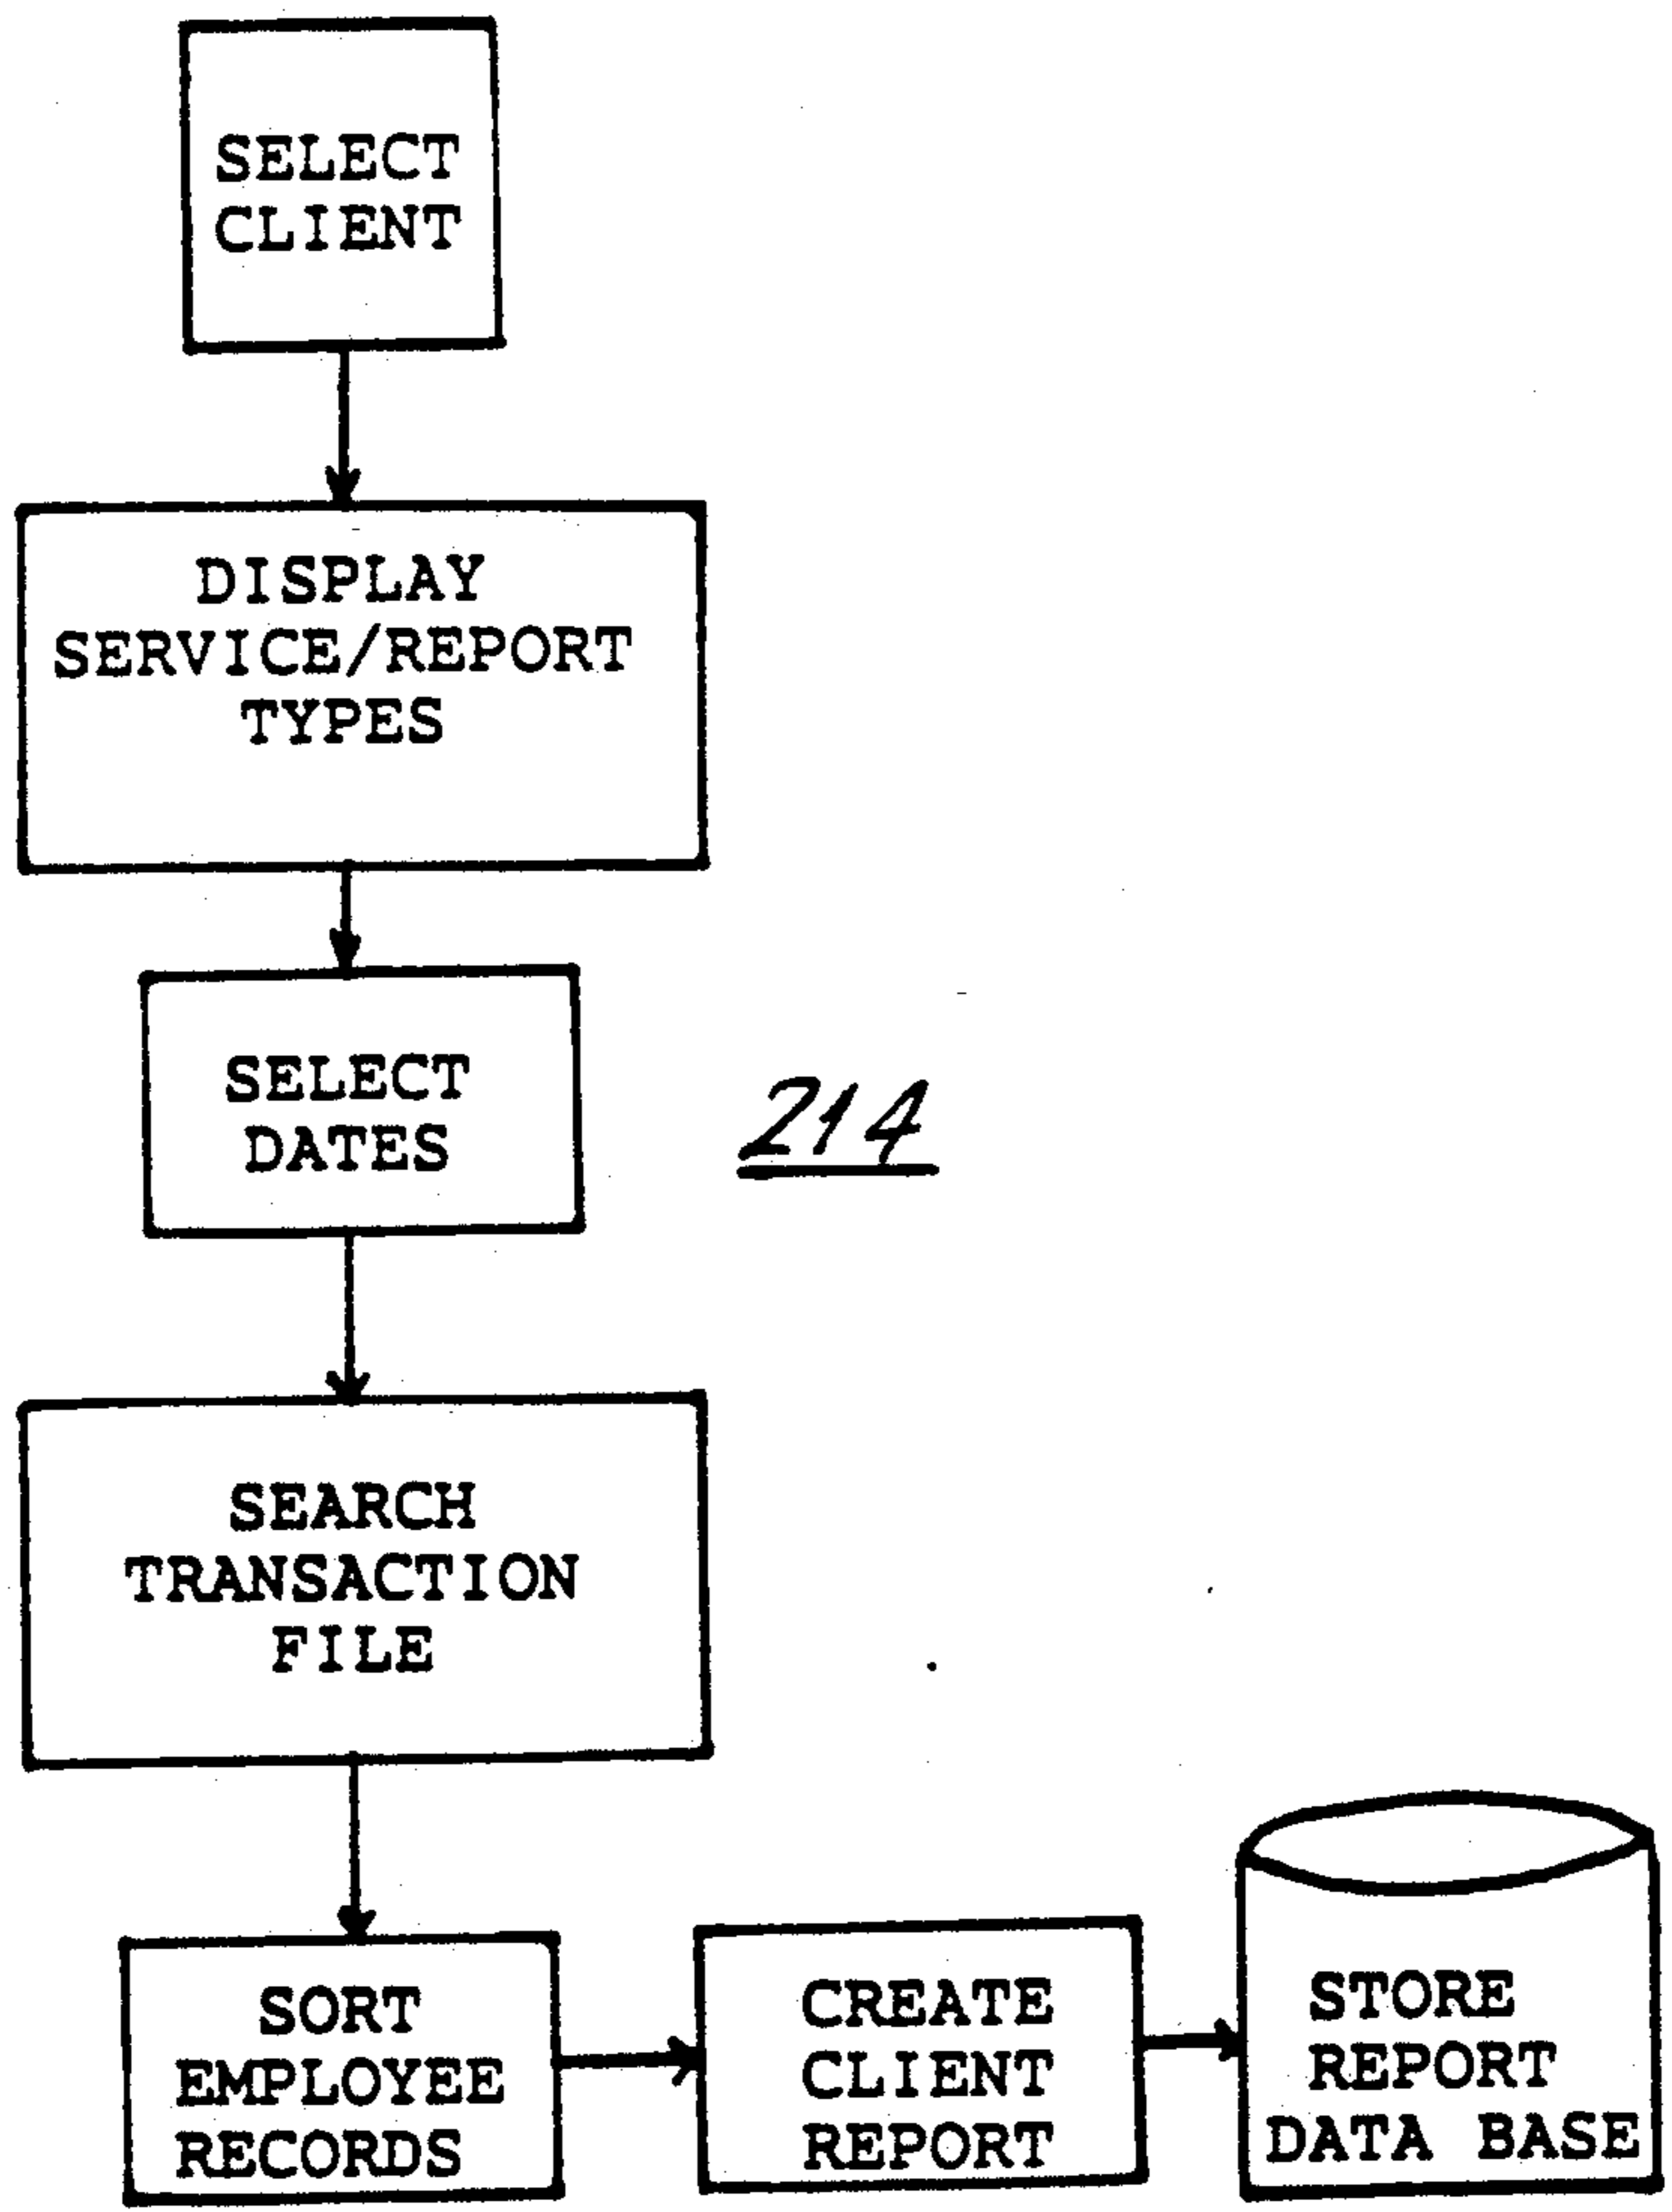 SELECT
CLIENT
DISPLAY
SERVICE/REPORT
TYPES
SELECT
DATES
214
SEARCH
TRANSACTION
FILE
SORT
EMPLOYEE
RECORDS
CREATE
CLIENT
REPORT
STORE
REPORT
DATA BASE